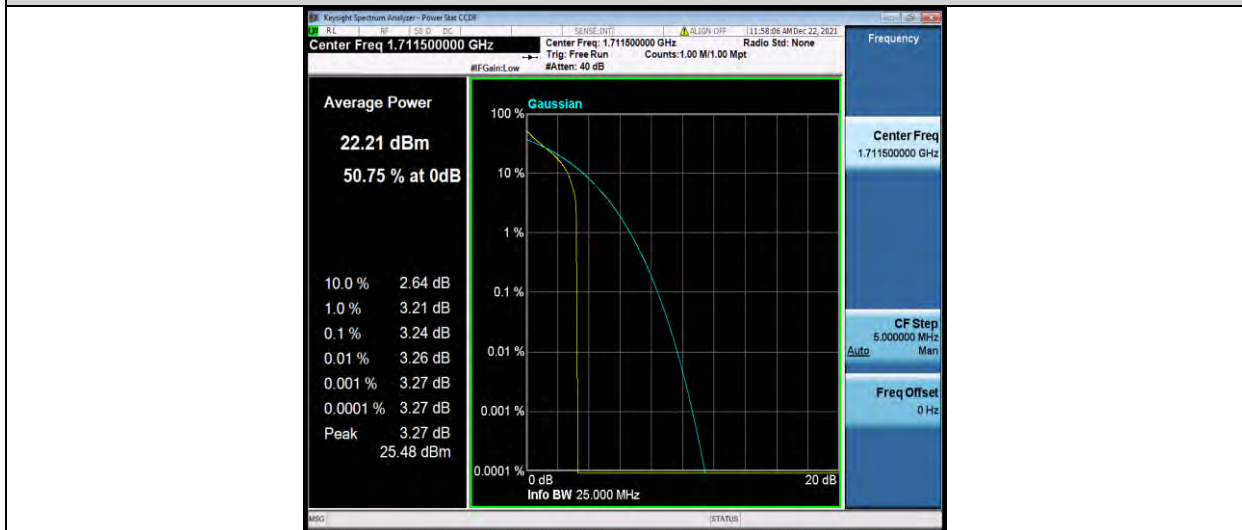 Keysight Spectrum Analyzer - Power Stat CCDF
RL RF 50 Ω DC SENSE:INT ALIGN OFF 11:58:06 AM Dec 22, 2021
Center Freq 1.711500000 GHz
Center Freq: 1.711500000 GHz Radio Std: None
Trig: Free Run Counts:1.00 M/1.00 Mpt
#IFGain:Low #Atten: 40 dB
Frequency
Average Power
22.21 dBm
50.75 % at 0dB
10.0 % 2.64 dB
1.0 % 3.21 dB
0.1 % 3.24 dB
0.01 % 3.26 dB
0.001 % 3.27 dB
0.0001 % 3.27 dB
Peak 3.27 dB
25.48 dBm
Gaussian
100 %
10 %
1 %
0.1 %
0.01 %
0.001 %
0.0001 %
0 dB 20 dB
Info BW 25.000 MHz
Center Freq
1.711500000 GHz
CF Step
5.000000 MHz
Auto Man
Freq Offset
0 Hz
MSG STATUS